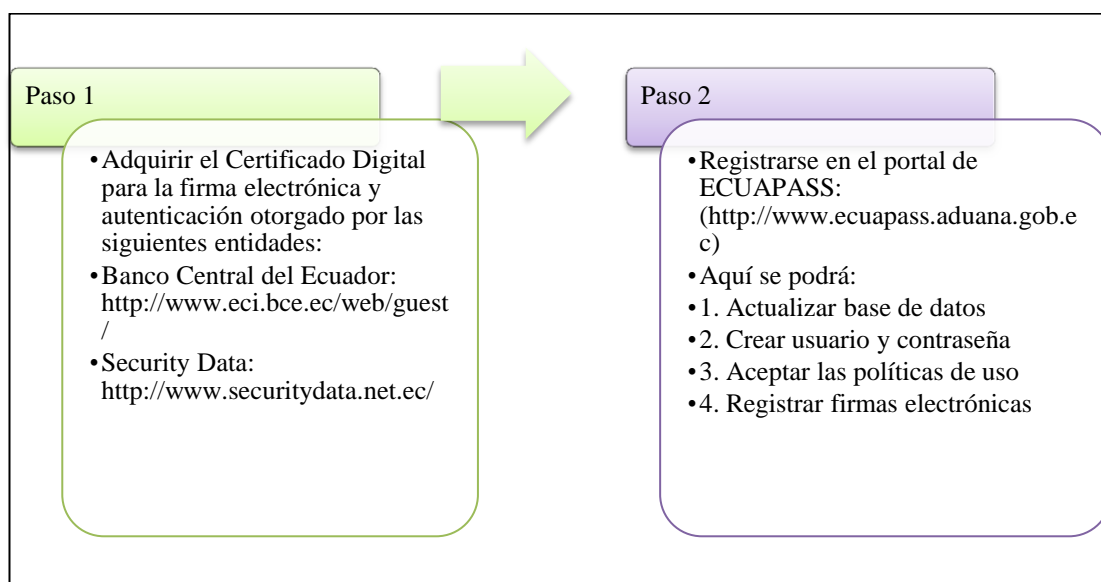 Paso 1
•Adquirir el Certificado Digital
para la firma electrónica y
autenticación otorgado por las
siguientes entidades:
•Banco Central del Ecuador:
http://www.eci.bce.ec/web/guest
/
•Security Data:
http://www.securitydata.net.ec/
Paso 2
•Registrarse en el portal de
ECUAPASS:
(http://www.ecuapass.aduana.gob.e
c)
•Aquí se podrá:
•1. Actualizar base de datos
•2. Crear usuario y contraseña
•3. Aceptar las políticas de uso
•4. Registrar firmas electrónicas